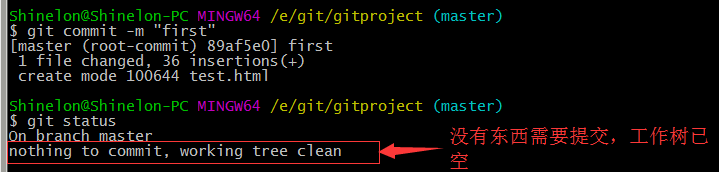 Shinelon@Shinelon-PC MINGW64 /e/git/gitproject (master)
$ git commit -m "first"
[master (root-commit) 89af5e0] first
 1 file changed, 36 insertions(+)
 create mode 100644 test.html
Shinelon@Shinelon-PC MINGW64 /e/git/gitproject (master)
$ git status
On branch master
nothing to commit, working tree clean
没有东西需要提交，工作树已
空